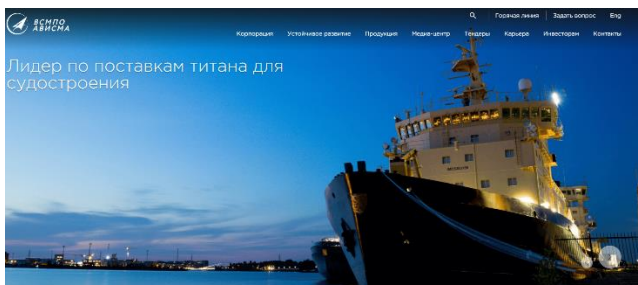 ВСМПО
АВИСМА
Горячая линия Задать вопрос Eng
Корпорация Устойчивое развитие Продукция Медиа-центр Тендеры Карьера Инвесторам Контакты
Лидер по поставкам титана для
судостроения